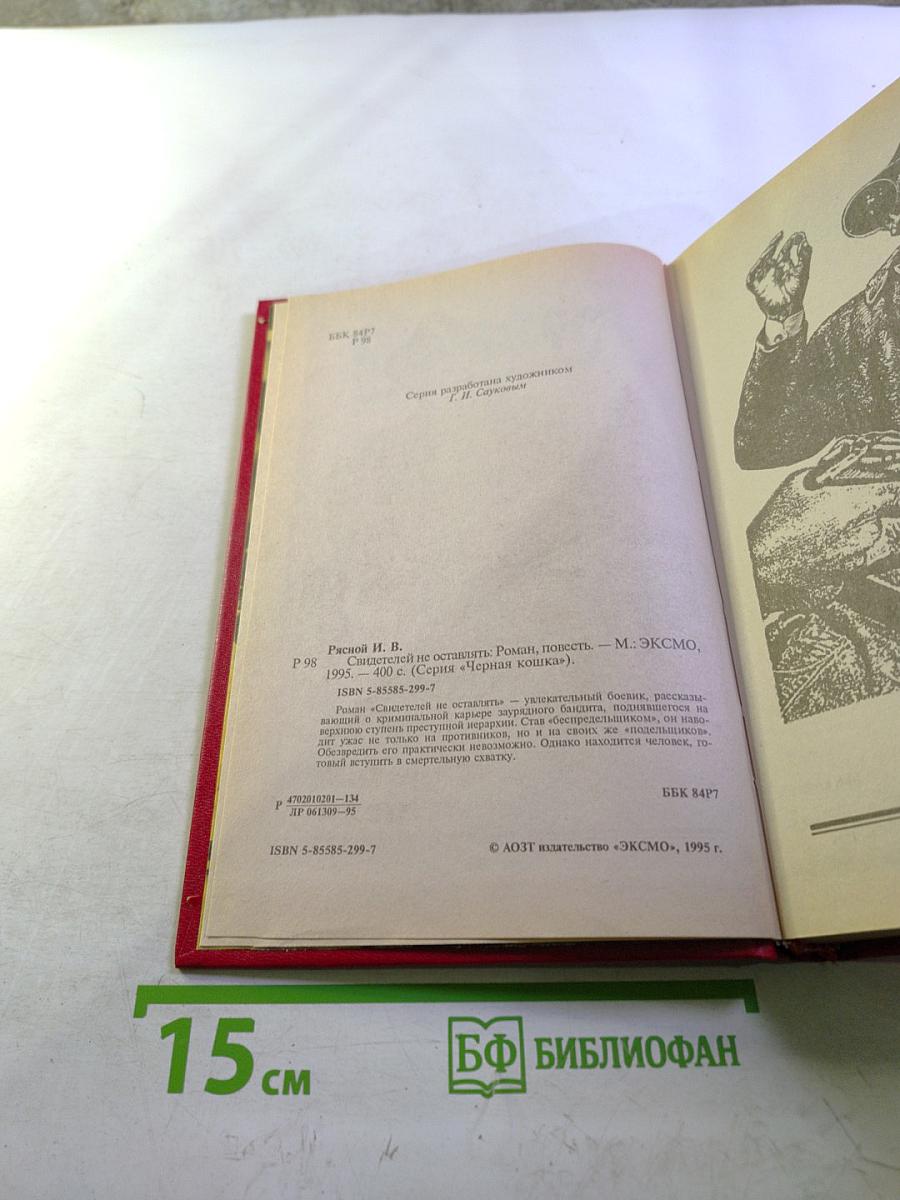 ББК 84Р7
Р 98
Серия разработана художником
Г. И. Сауковым
Рясной И. В.
Р 98 Свидетелей не оставлять: Роман, повесть. — М.: ЭКСМО,
1995. — 400 с. (Серия «Черная кошка»).
ISBN 5-85585-299-7
Роман «Свидетелей не оставлять» — увлекательный боевик, рассказы-
вающий о криминальной карьере заурядного бандита, поднявшегося на
верхнюю ступень преступной иерархии. Став «беспредельщиком», он наво-
дит ужас не только на противников, но и на своих же «подельщиков».
Обезвредить его практически невозможно. Однако находится человек, го-
товый вступить в смертельную схватку.
Р 4702010201—134
ЛР 061309—95
ББК 84Р7
ISBN 5-85585-299-7
© АОЗТ издательство «ЭКСМО», 1995 г.
15 см
БФ БИБЛИОФАН